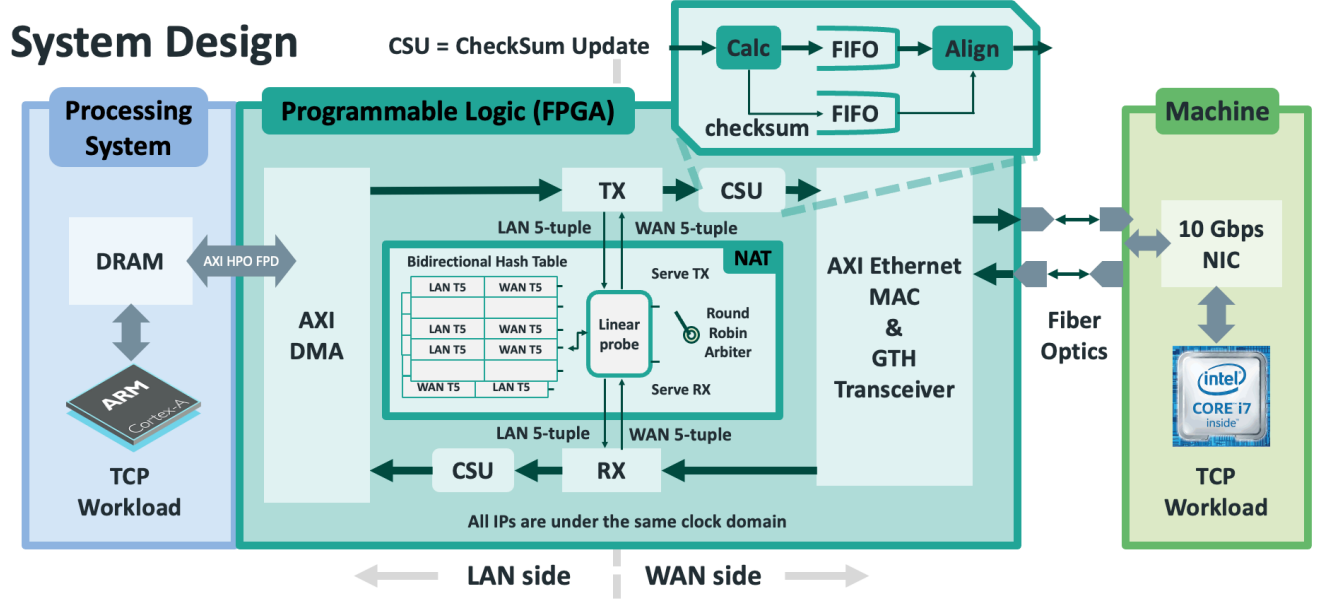 System Design
CSU = CheckSum Update
Calc
FIFO
Align
FIFO
checksum
Processing
System
Programmable Logic (FPGA)
Machine
DRAM
AXI HPO FPD
ARM
Cortex-A
TCP
Workload
AXI
DMA
TX
CSU
LAN 5-tuple
WAN 5-tuple
NAT
Bidirectional Hash Table
Serve TX
LAN T5
WAN T5
LAN T5
WAN T5
LAN T5
WAN T5
WAN T5
LAN T5
Linear
probe
Round
Robin
Arbiter
Serve RX
LAN 5-tuple
WAN 5-tuple
CSU
RX
All IPs are under the same clock domain
AXI Ethernet
MAC
&
GTH
Transceiver
Fiber
Optics
10 Gbps
NIC
intel
CORE i7
inside™
TCP
Workload
LAN side
WAN side